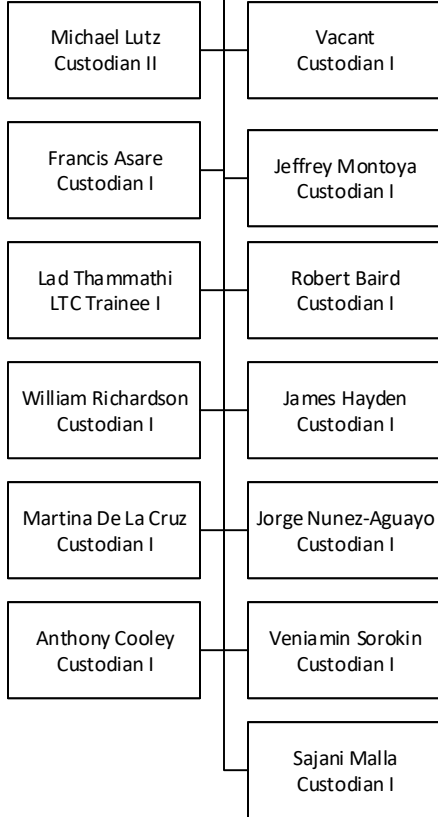 Michael Lutz
Custodian II
Vacant
Custodian I
Francis Asare
Custodian I
Jeffrey Montoya
Custodian I
Lad Thammathi
LTC Trainee I
Robert Baird
Custodian I
William Richardson
Custodian I
James Hayden
Custodian I
Martina De La Cruz
Custodian I
Jorge Nunez-Aguayo
Custodian I
Anthony Cooley
Custodian I
Veniamin Sorokin
Custodian I
Sajani Malla
Custodian I